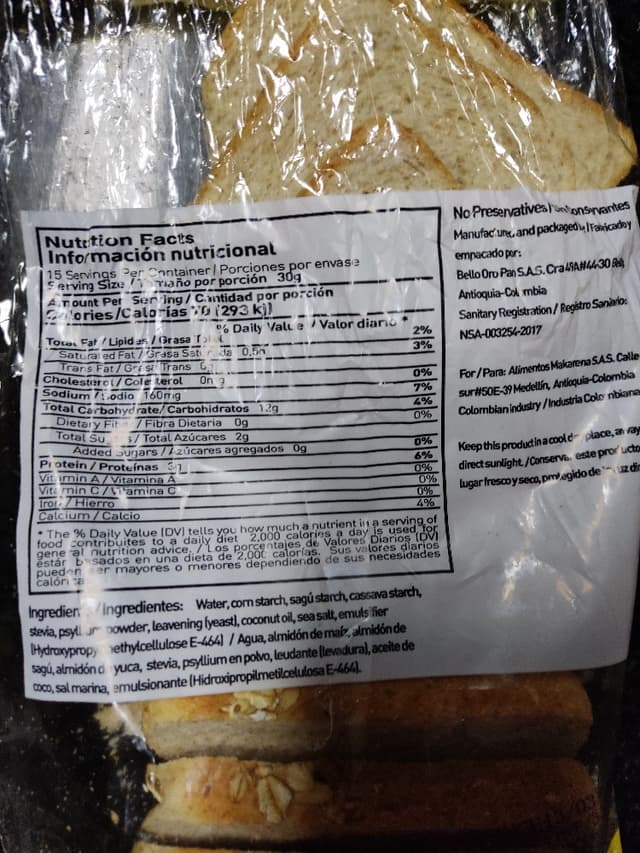 Nutrition Facts
Información nutricional
15 Servings Per Container / Porciones por envase
Serving Size / Tamaño por porción 30g
Amount Per Serving / Cantidad por porción
Calories/Calorías (293 kj)
% Daily Value / Valor diario *
Total Fat / Lipidos / Grasa Total 2%
Saturated Fat / Grasa Saturada 0,5g 3%
Trans Fat / Grasa Trans
Cholesterol / Colesterol 0mg 0%
Sodium / Sodio 160mg 7%
Total Carbohydrate / Carbohidratos 12g 4%
Dietary Fiber / Fibra Dietaria 0g 0%
Total Sugars / Total Azúcares 2g
Added Sugars / Azúcares agregados 0g 0%
Protein / Proteínas 6%
Vitamin A / Vitamina A 0%
Vitamin C / Vitamina C 0%
Iron / Hierro 0%
Calcium / Calcio 4%
* The % Daily Value (DV) tells you how much a nutrient in a serving of
food contributes to a daily diet 2,000 calories a day is used for
general nutrition advice. / Los porcentajes de Valores Diarios (DV)
están basados en una dieta de 2,000 calorías. Sus valores diarios
pueden ser mayores o menores dependiendo de sus necesidades
calóricas
Ingredients / Ingredientes: Water, corn starch, sagú starch, cassava starch,
stevia, psyllium powder, leavening (yeast), coconut oil, sea salt, emulsifier
(Hydroxypropylmethylcellulose E-464) / Agua, almidón de maíz, almidón de
sagú, almidón de yuca, stevia, psyllium en polvo, leudante (levadura), aceite de
coco, sal marina, emulsionante (Hidroxipropilmetilcelulosa E-464).
No Preservatives /
Manufactured and packaged by / Fabricado y
empacado por:
Bello Oro Pan S.A.S. Cra 48A#44-30
Antioquia-Colombia
Sanitary Registration / Registro Sanitario:
NSA-003254-2017
For / Para: Alimentos Makarena S.A.S. Calle
sur#50E-39 Medellín, Antioquia-Colombia
Colombian industry / Industria Colombiana
Keep this product in a cool dry place, away
direct sunlight. / Conservar este producto
lugar fresco y seco, protegido de luz dir